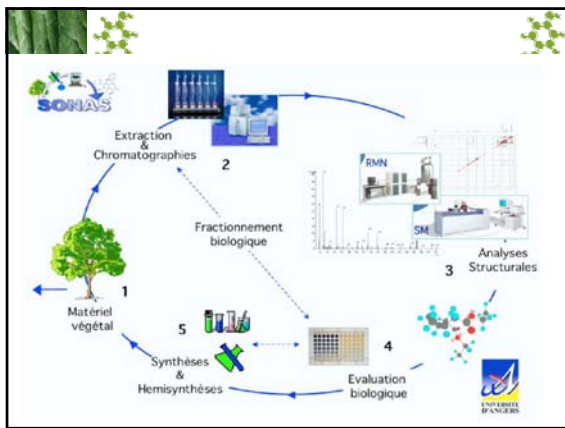 SONAS
Extraction
&
Chromatographies
2
RMN
SM
3
Analyses
Structurales
Fractionnement
biologique
1
Matériel
végétal
5
4
Synthèses
&
Hemisynthèses
Evaluation
biologique
UNIVERSITE
D'ANGERS